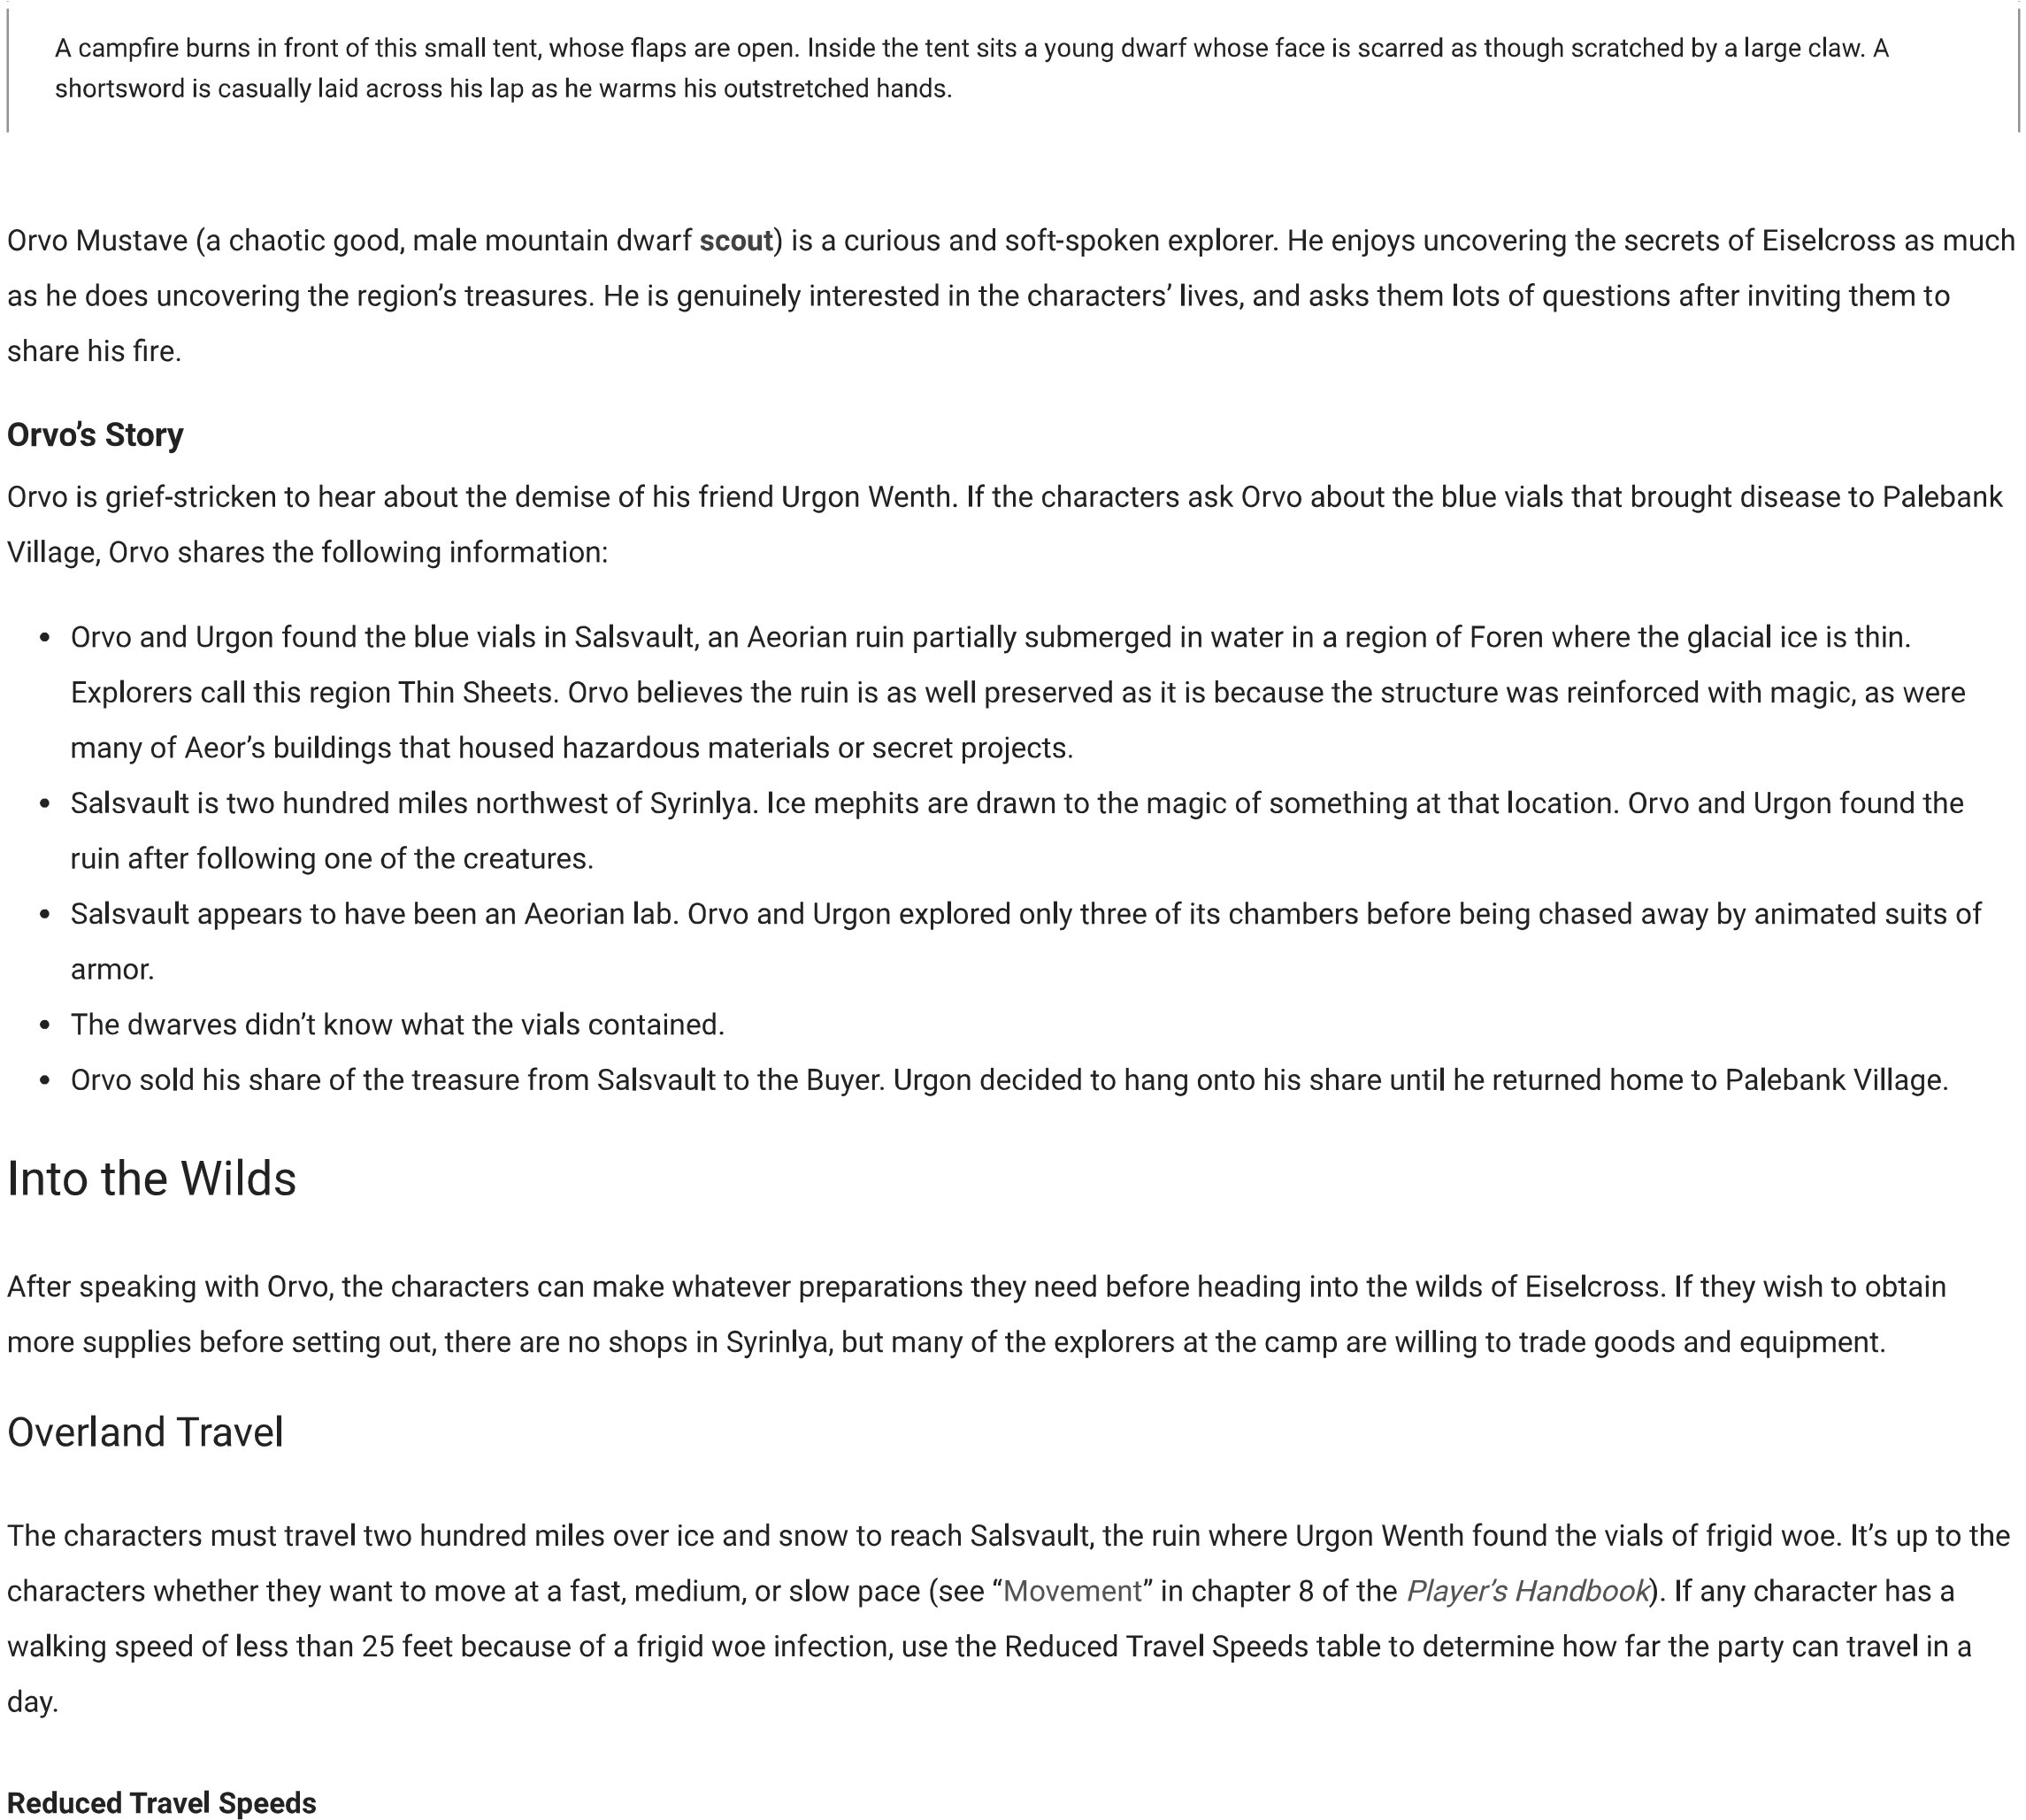 A campfire burns in front of this small tent, whose flaps are open. Inside the tent sits a young dwarf whose face is scarred as though scratched by a large claw. A
shortsword is casually laid across his lap as he warms his outstretched hands.
Orvo Mustave (a chaotic good, male mountain dwarf scout) is a curious and soft-spoken explorer. He enjoys uncovering the secrets of Eiselcross as much
as he does uncovering the region’s treasures. He is genuinely interested in the characters’ lives, and asks them lots of questions after inviting them to
share his fire.
Orvo’s Story
Orvo is grief-stricken to hear about the demise of his friend Urgon Wenth. If the characters ask Orvo about the blue vials that brought disease to Palebank
Village, Orvo shares the following information:
• Orvo and Urgon found the blue vials in Salsvault, an Aeorian ruin partially submerged in water in a region of Foren where the glacial ice is thin.
Explorers call this region Thin Sheets. Orvo believes the ruin is as well preserved as it is because the structure was reinforced with magic, as were
many of Aeor’s buildings that housed hazardous materials or secret projects.
• Salsvault is two hundred miles northwest of Syrinlya. Ice mephits are drawn to the magic of something at that location. Orvo and Urgon found the
ruin after following one of the creatures.
• Salsvault appears to have been an Aeorian lab. Orvo and Urgon explored only three of its chambers before being chased away by animated suits of
armor.
• The dwarves didn’t know what the vials contained.
• Orvo sold his share of the treasure from Salsvault to the Buyer. Urgon decided to hang onto his share until he returned home to Palebank Village.
Into the Wilds
After speaking with Orvo, the characters can make whatever preparations they need before heading into the wilds of Eiselcross. If they wish to obtain
more supplies before setting out, there are no shops in Syrinlya, but many of the explorers at the camp are willing to trade goods and equipment.
Overland Travel
The characters must travel two hundred miles over ice and snow to reach Salsvault, the ruin where Urgon Wenth found the vials of frigid woe. It’s up to the
characters whether they want to move at a fast, medium, or slow pace (see “Movement” in chapter 8 of the Player’s Handbook). If any character has a
walking speed of less than 25 feet because of a frigid woe infection, use the Reduced Travel Speeds table to determine how far the party can travel in a
day.
Reduced Travel Speeds